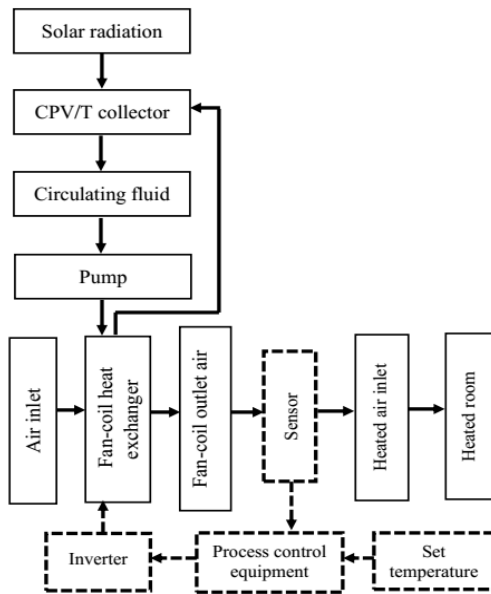 Solar radiation
CPV/T collector
Circulating fluid
Pump
Air inlet
Fan-coil heat
exchanger
Fan-coil outlet air
Sensor
Heated air inlet
Heated room
Inverter
Process control
equipment
Set
temperature